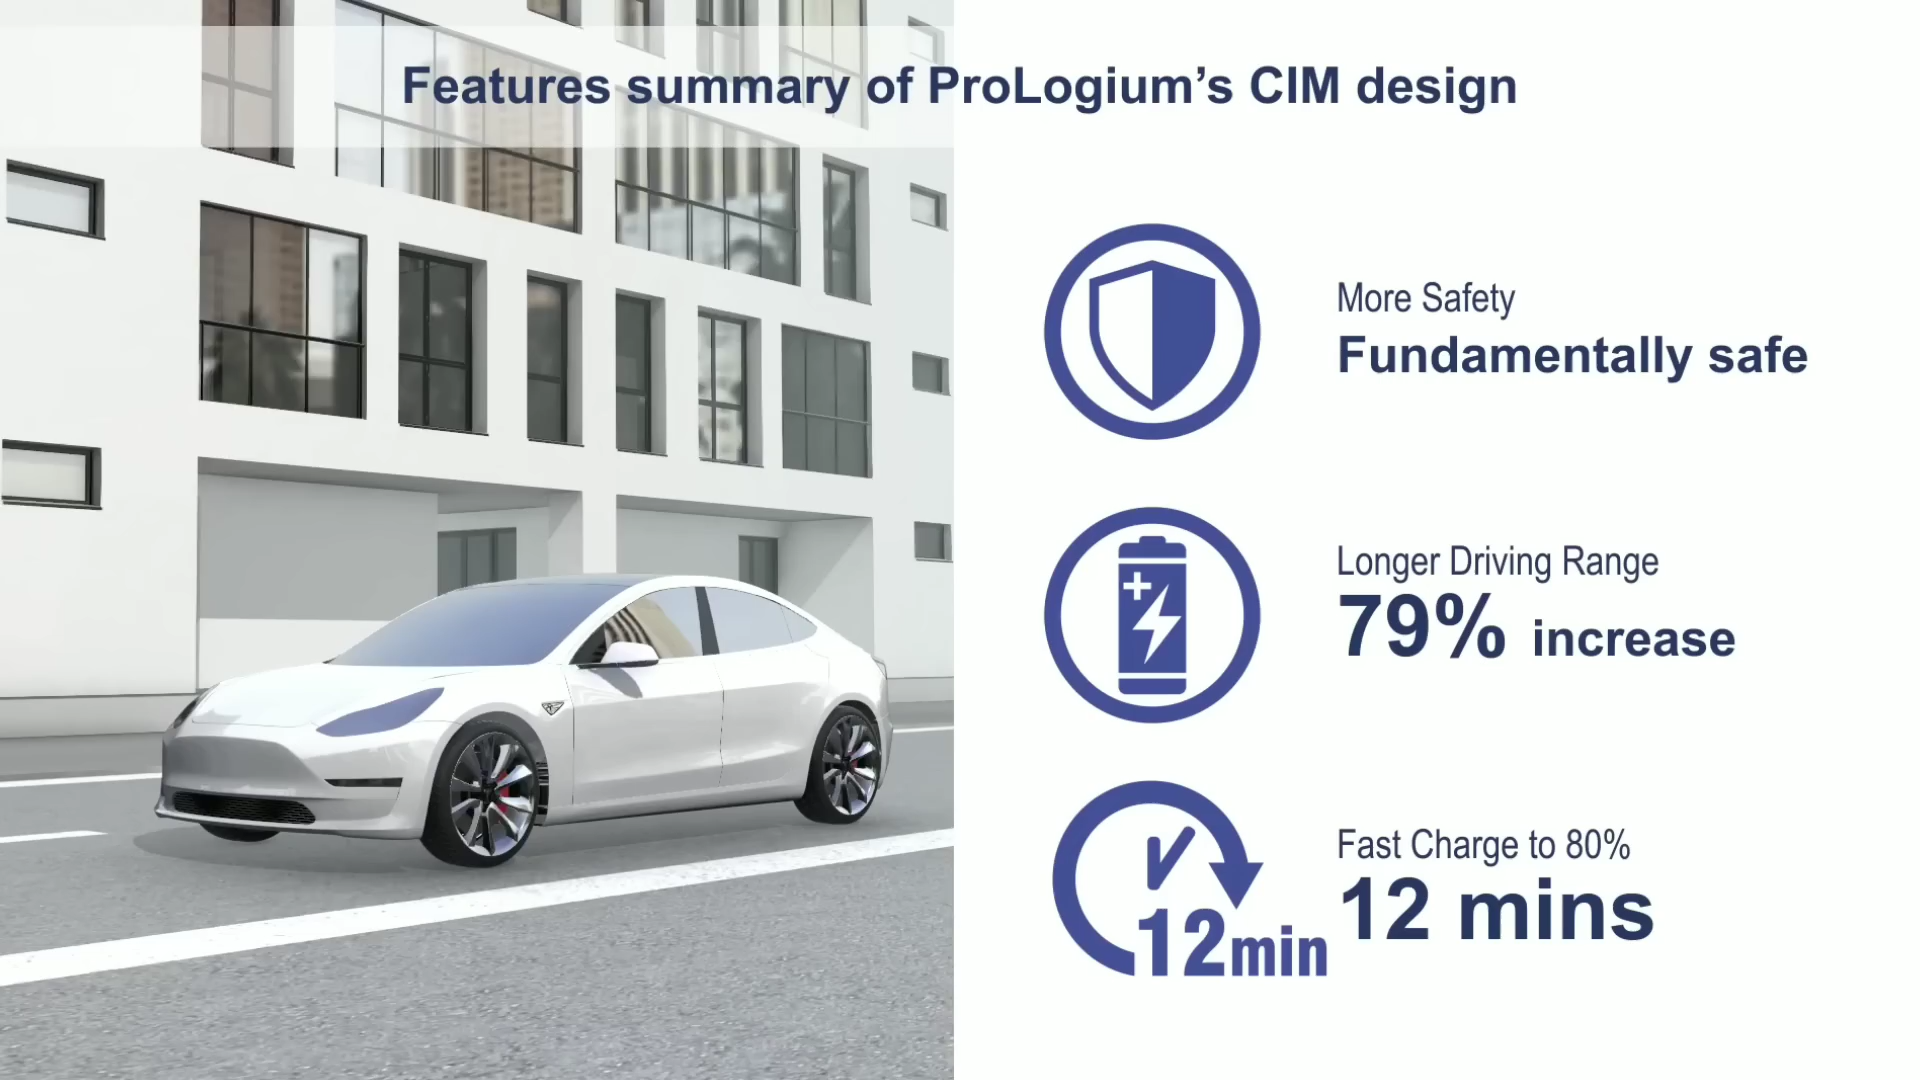 Features summary of ProLogium’s CIM design
More Safety
Fundamentally safe
Longer Driving Range
79% increase
Fast Charge to 80%
12 mins
12min